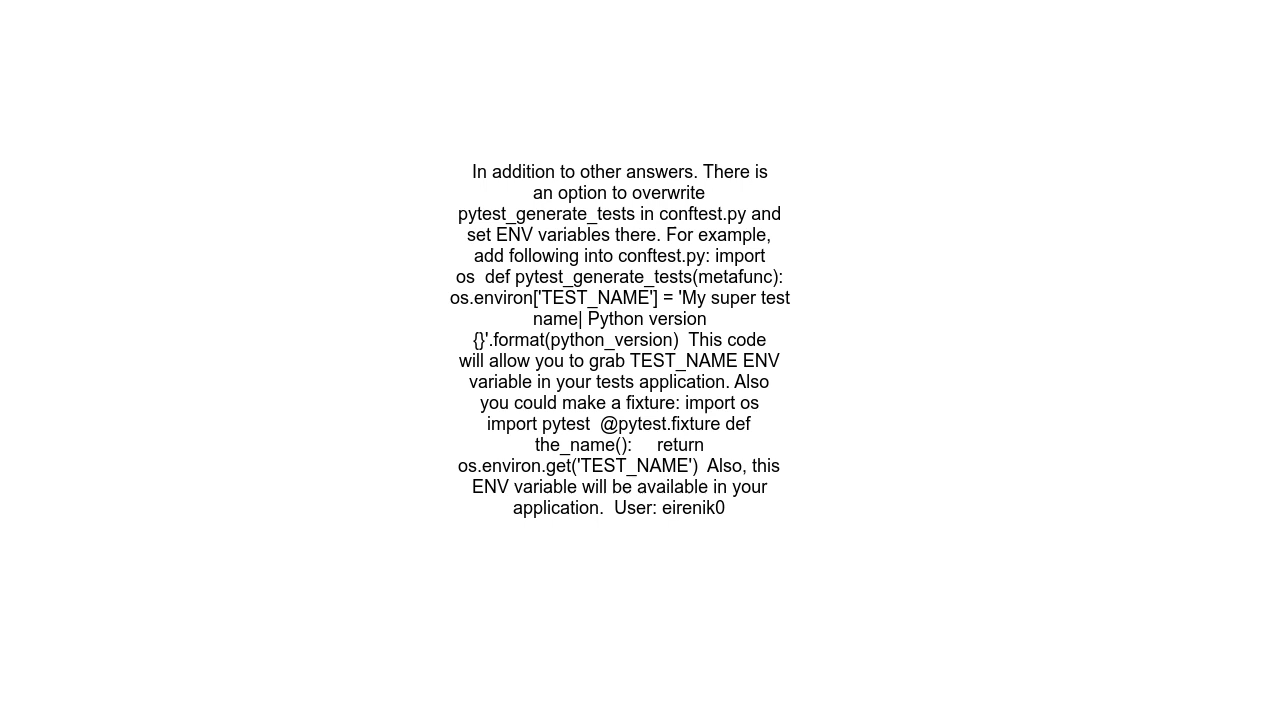 In addition to other answers. There is
an option to overwrite
pytest_generate_tests in conftest.py and
set ENV variables there. For example,
add following into conftest.py: import
os  def pytest_generate_tests(metafunc):
os.environ['TEST_NAME'] = 'My super test
name| Python version
{}'.format(python_version)  This code
will allow you to grab TEST_NAME ENV
variable in your tests application. Also
you could make a fixture: import os
import pytest  @pytest.fixture def
the_name():     return
os.environ.get('TEST_NAME')  Also, this
ENV variable will be available in your
application.  User: eirenik0